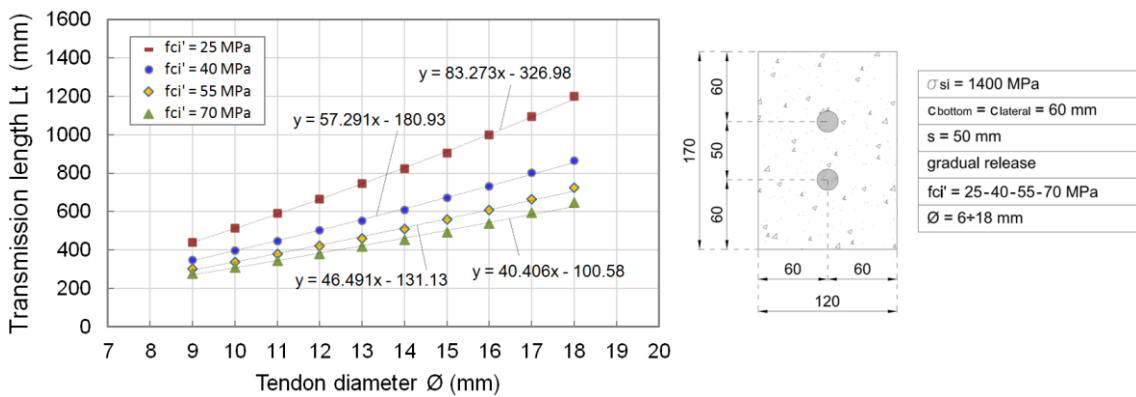 1600
1400
1200
1000
800
600
400
200
0
Transmission length Lt (mm)
fci' = 25 MPa
fci' = 40 MPa
fci' = 55 MPa
fci' = 70 MPa
y = 83.273x - 326.98
y = 57.291x - 180.93
y = 46.491x - 131.13
y = 40.406x - 100.58
7 8 9 10 11 12 13 14 15 16 17 18 19 20
Tendon diameter Ø (mm)
170
60
50
60
60 60
120
σsi = 1400 MPa
cbottom = clateral = 60 mm
s = 50 mm
gradual release
fci' = 25-40-55-70 MPa
Ø = 6÷18 mm